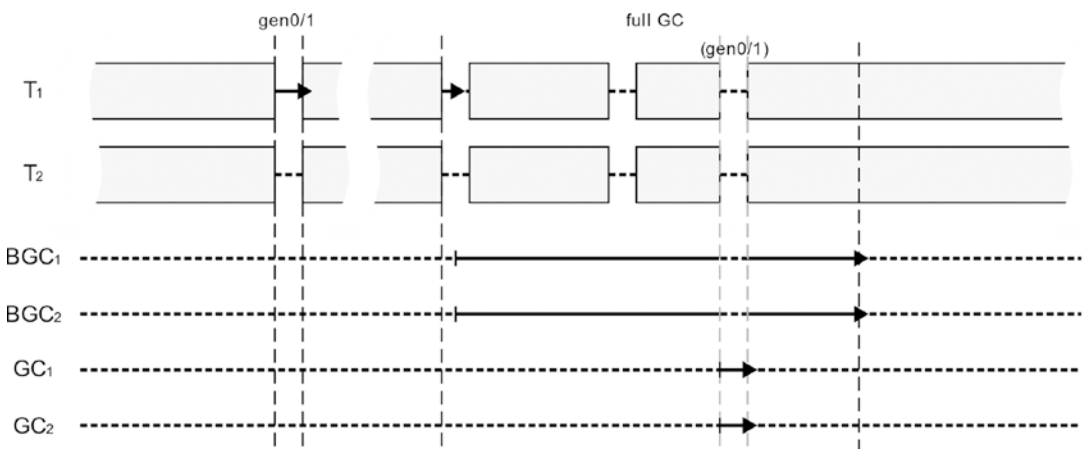 gen0/1
full GC
(gen0/1)
T1
T2
BGC1
BGC2
GC1
GC2